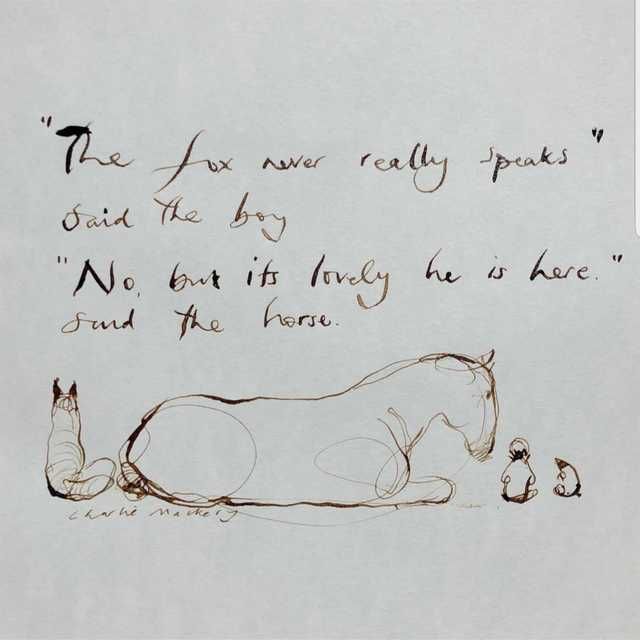 "The fox never really speaks"
said the boy
"No, but its lovely he is here."
said the horse.
Charlie Mackesy